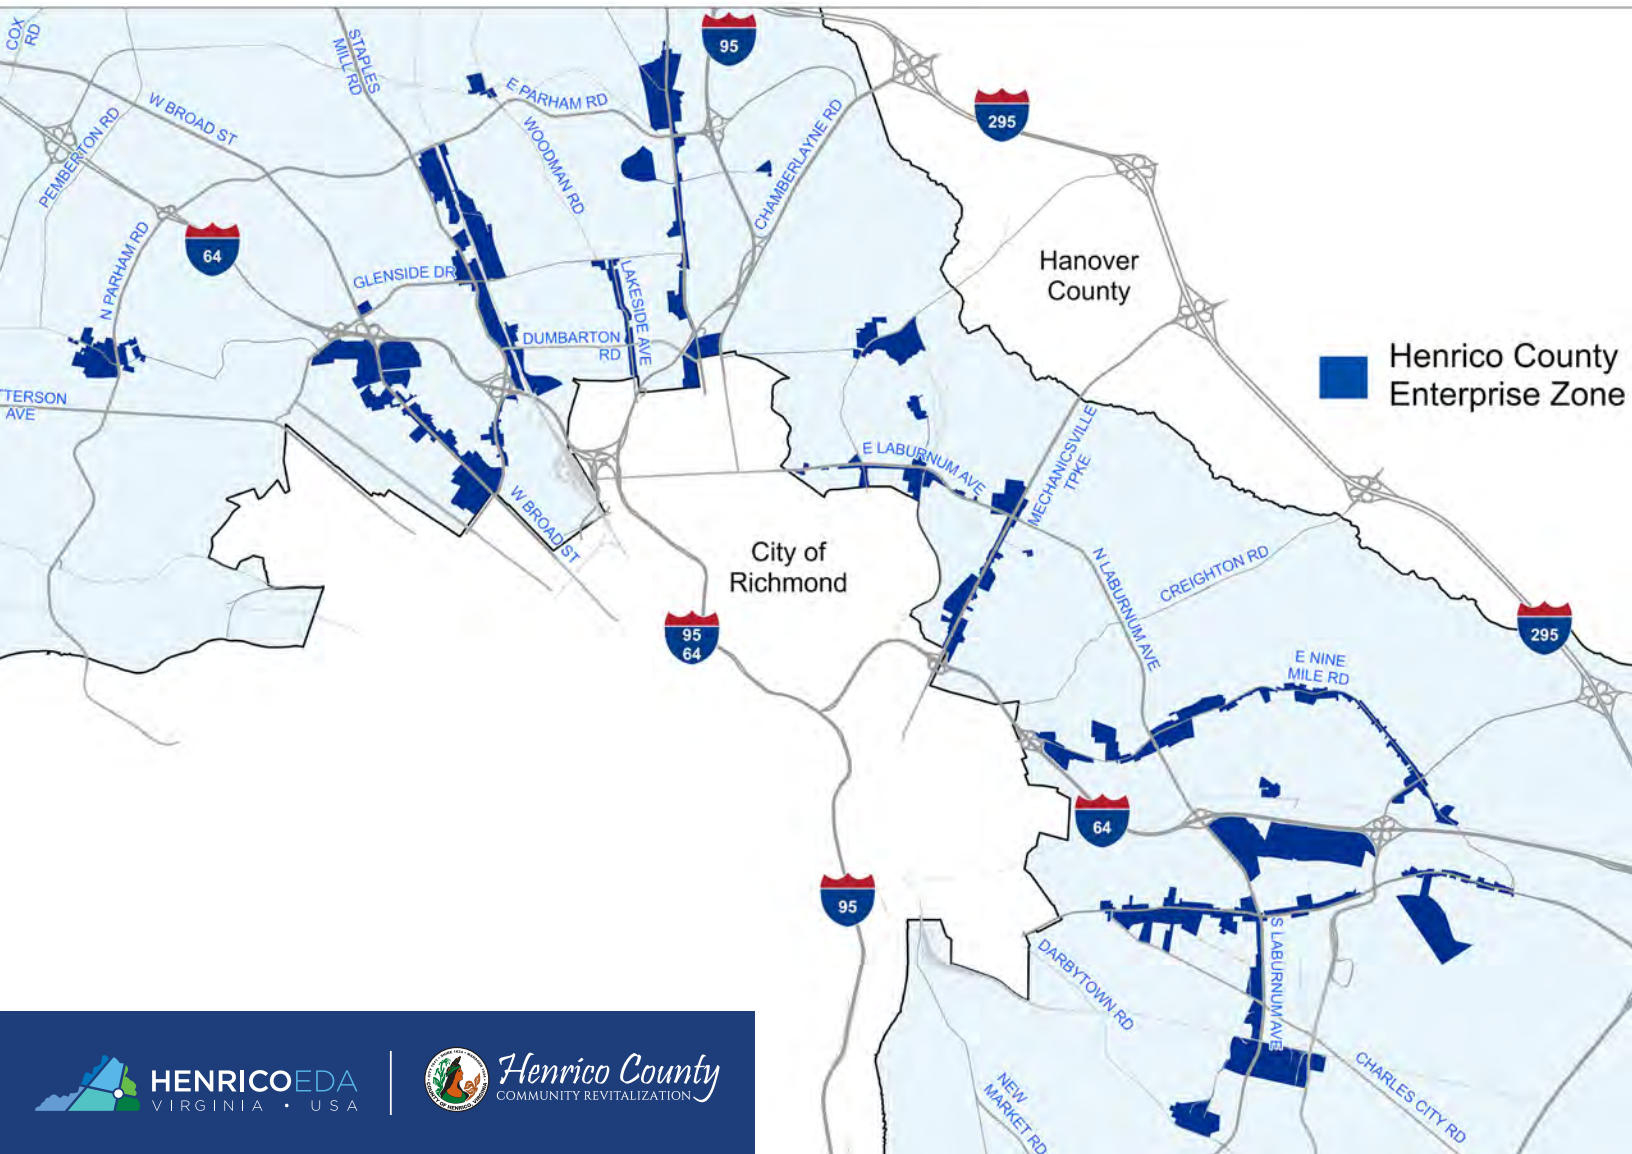 COX
RD
STAPLES
MILL RD
95
W BROAD ST
E PARHAM RD
295
PEMBERTON RD
WOODMAN RD
CHAMBERLAYNE RD
64
N PARHAM RD
GLENSIDE DR
LAKESIDE AVE
Hanover
County
DUMBARTON
RD
Henrico County
Enterprise Zone
TTERSON
AVE
E LABURNUM AVE
MECHANICSVILLE
TPKE
W BROAD ST
City of
Richmond
N LABURNUM AVE
CREIGHTON RD
95
64
295
E NINE
MILE RD
64
95
S LABURNUM AVE
DARBYTOWN RD
NEW
MARKET RD
CHARLES CITY RD
HENRICOEDA
VIRGINIA • USA
Henrico County
COMMUNITY REVITALIZATION